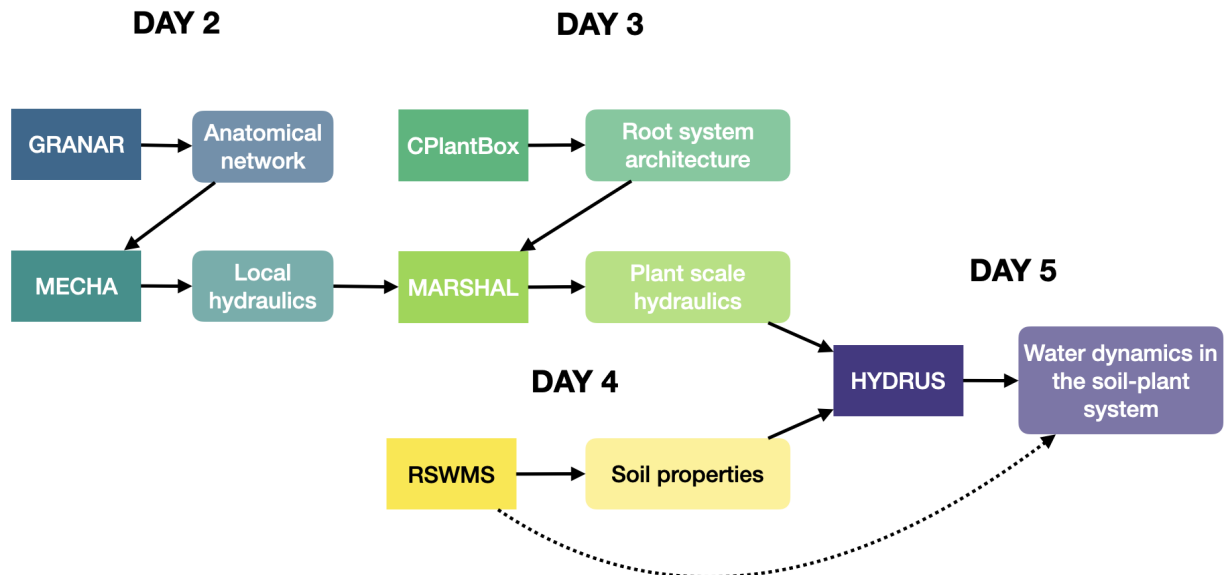 DAY 2
DAY 3
GRANAR
Anatomical
network
CPlantBox
Root system
architecture
MECHA
Local
hydraulics
MARSHAL
Plant scale
hydraulics
DAY 5
DAY 4
HYDRUS
Water dynamics in
the soil-plant
system
RSWMS
Soil properties